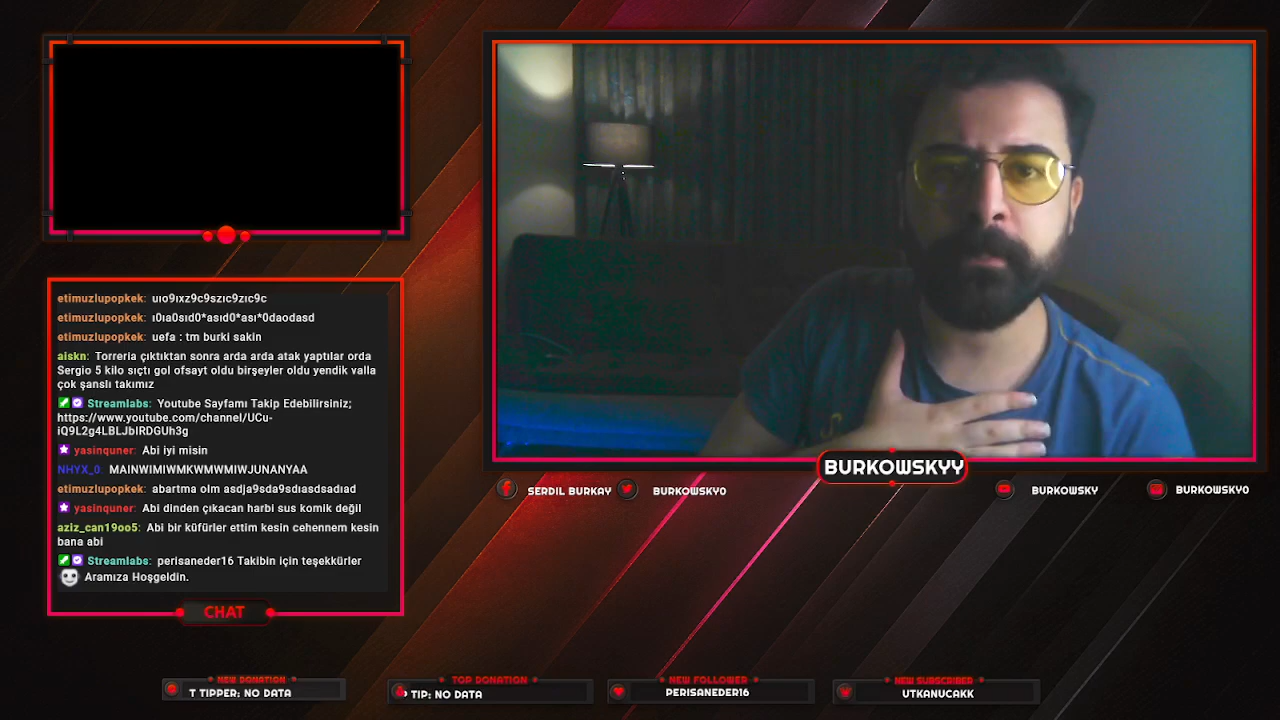 etimuzlupopkek: uıo9ıxz9c9szıc9zıc9c
etimuzlupopkek: ı0ıa0sıd0*asıd0*ası*0daodasd
etimuzlupopkek: uefa : tm burki sakin
aiskn: Torreria çıktıktan sonra arda arda atak yaptılar orda
Sergio 5 kilo sıçtı gol ofsayt oldu birşeyler oldu yendik valla
çok şanslı takımız
Streamlabs: Youtube Sayfamı Takip Edebilirsiniz;
https://www.youtube.com/channel/UCu-
iQ9L2g4LBLJbIRDGUh3g
yasinquner: Abi iyi misin
NHYX_0: MAINWIMIWMKWMWMIWJUNANYAA
etimuzlupopkek: abartma olm asdja9sda9sdıasdsadıad
yasinquner: Abi dinden çıkacan harbi sus komik değil
aziz_can19oo5: Abi bir küfürler ettim kesin cehennem kesin
bana abi
Streamlabs: perisaneder16 Takibin için teşekkürler
Aramıza Hoşgeldin.
CHAT
BURKOWSKYY
SERDIL BURKAY
BURKOWSKY0
BURKOWSKY
BURKOWSKY0
NEW DONATION
T TIPPER: NO DATA
TOP DONATION
TIP: NO DATA
NEW FOLLOWER
PERISANEDER16
NEW SUBSCRIBER
UTKANUCAKK